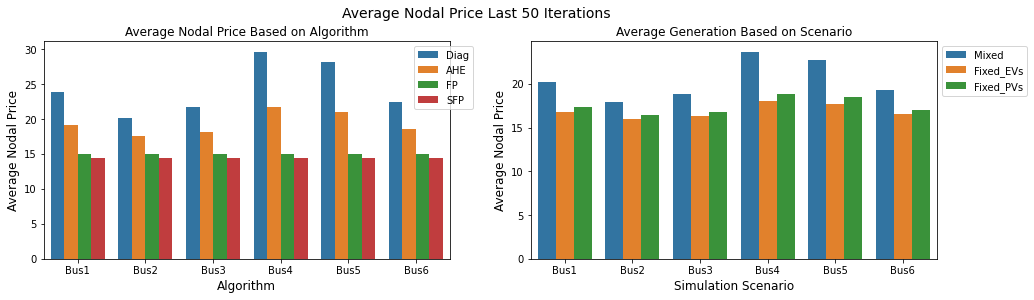 Average Nodal Price Last 50 Iterations
Average Nodal Price Based on Algorithm
Average Nodal Price
30
25
20
15
10
5
0
Bus1 Bus2 Bus3 Bus4 Bus5 Bus6
Algorithm
Diag
AHE
FP
SFP
Average Generation Based on Scenario
Average Nodal Price
20
15
10
5
0
Bus1 Bus2 Bus3 Bus4 Bus5 Bus6
Simulation Scenario
Mixed
Fixed_EVs
Fixed_PVs